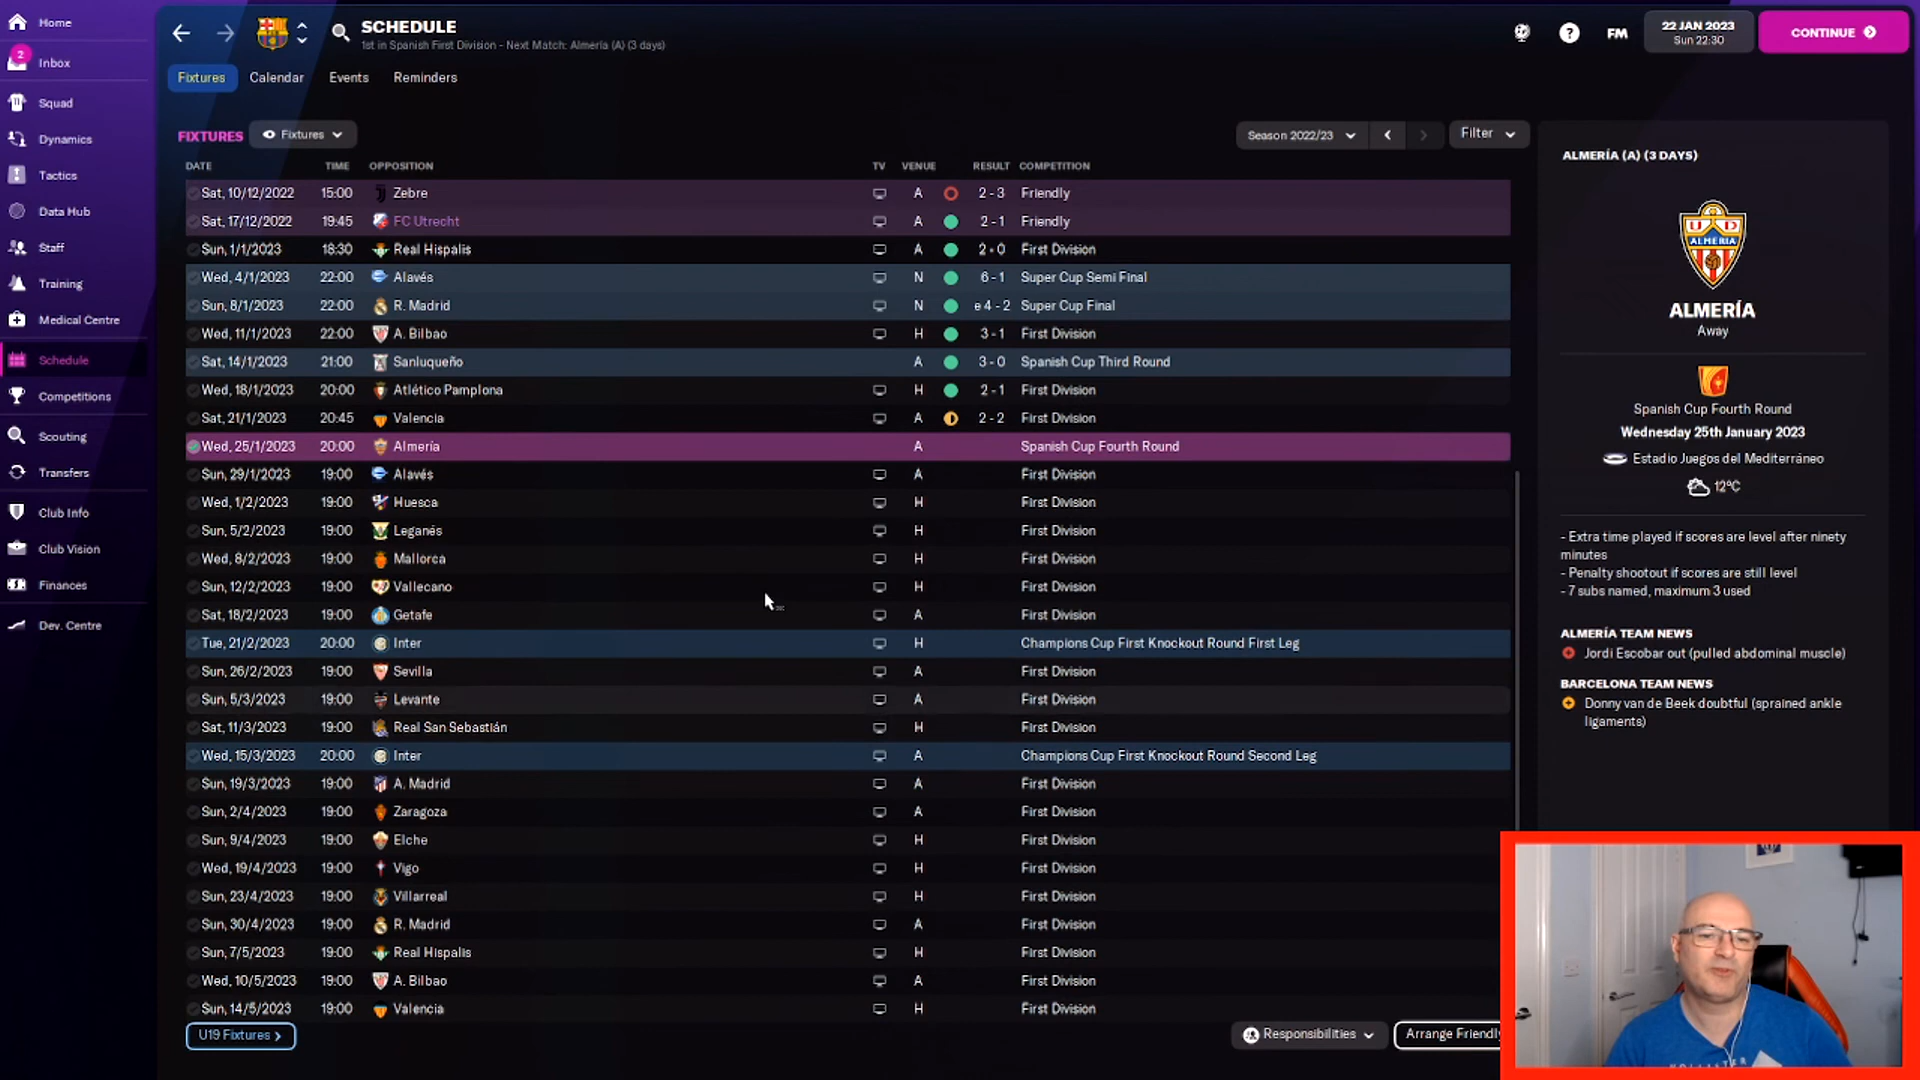 Home
2
Inbox
Squad
Dynamics
Tactics
Data Hub
Staff
Training
Medical Centre
Schedule
Competitions
Scouting
Transfers
Club Info
Club Vision
Finances
Dev. Centre
SCHEDULE
1st in Spanish First Division - Next Match: Almería (A) (3 days)
FM
22 JAN 2023
Sun 22:30
CONTINUE
Fixtures Calendar Events Reminders
FIXTURES Fixtures
Season 2022/23 Filter
DATE TIME OPPOSITION TV VENUE RESULT COMPETITION
Sat, 10/12/2022 15:00 Zebre A 2 - 3 Friendly
Sat, 17/12/2022 19:45 FC Utrecht A 2 - 1 Friendly
Sun, 1/1/2023 18:30 Real Hispalis A 2 - 0 First Division
Wed, 4/1/2023 22:00 Alavés N 6 - 1 Super Cup Semi Final
Sun, 8/1/2023 22:00 R. Madrid N e 4 - 2 Super Cup Final
Wed, 11/1/2023 22:00 A. Bilbao H 3 - 1 First Division
Sat, 14/1/2023 21:00 Sanluqueño A 3 - 0 Spanish Cup Third Round
Wed, 18/1/2023 20:00 Atlético Pamplona H 2 - 1 First Division
Sat, 21/1/2023 20:45 Valencia A 2 - 2 First Division
Wed, 25/1/2023 20:00 Almería A Spanish Cup Fourth Round
Sun, 29/1/2023 19:00 Alavés A First Division
Wed, 1/2/2023 19:00 Huesca H First Division
Sun, 5/2/2023 19:00 Leganés H First Division
Wed, 8/2/2023 19:00 Mallorca H First Division
Sun, 12/2/2023 19:00 Vallecano H First Division
Sat, 18/2/2023 19:00 Getafe A First Division
Tue, 21/2/2023 20:00 Inter H Champions Cup First Knockout Round First Leg
Sun, 26/2/2023 19:00 Sevilla A First Division
Sun, 5/3/2023 19:00 Levante A First Division
Sat, 11/3/2023 19:00 Real San Sebastián H First Division
Wed, 15/3/2023 20:00 Inter A Champions Cup First Knockout Round Second Leg
Sun, 19/3/2023 19:00 A. Madrid A First Division
Sun, 2/4/2023 19:00 Zaragoza A First Division
Sun, 9/4/2023 19:00 Elche H First Division
Wed, 19/4/2023 19:00 Vigo H First Division
Sun, 23/4/2023 19:00 Villarreal H First Division
Sun, 30/4/2023 19:00 R. Madrid A First Division
Sun, 7/5/2023 19:00 Real Hispalis H First Division
Wed, 10/5/2023 19:00 A. Bilbao A First Division
Sun, 14/5/2023 19:00 Valencia H First Division
U19 Fixtures
Responsibilities
Arrange Friendly
ALMERÍA (A) (3 DAYS)
U D
ALMERIA
ALMERÍA
Away
Spanish Cup Fourth Round
Wednesday 25th January 2023
Estadio Juegos del Mediterráneo
12°C
- Extra time played if scores are level after ninety
minutes
- Penalty shootout if scores are still level
- 7 subs named, maximum 3 used
ALMERÍA TEAM NEWS
Jordi Escobar out (pulled abdominal muscle)
BARCELONA TEAM NEWS
Donny van de Beek doubtful (sprained ankle
ligaments)